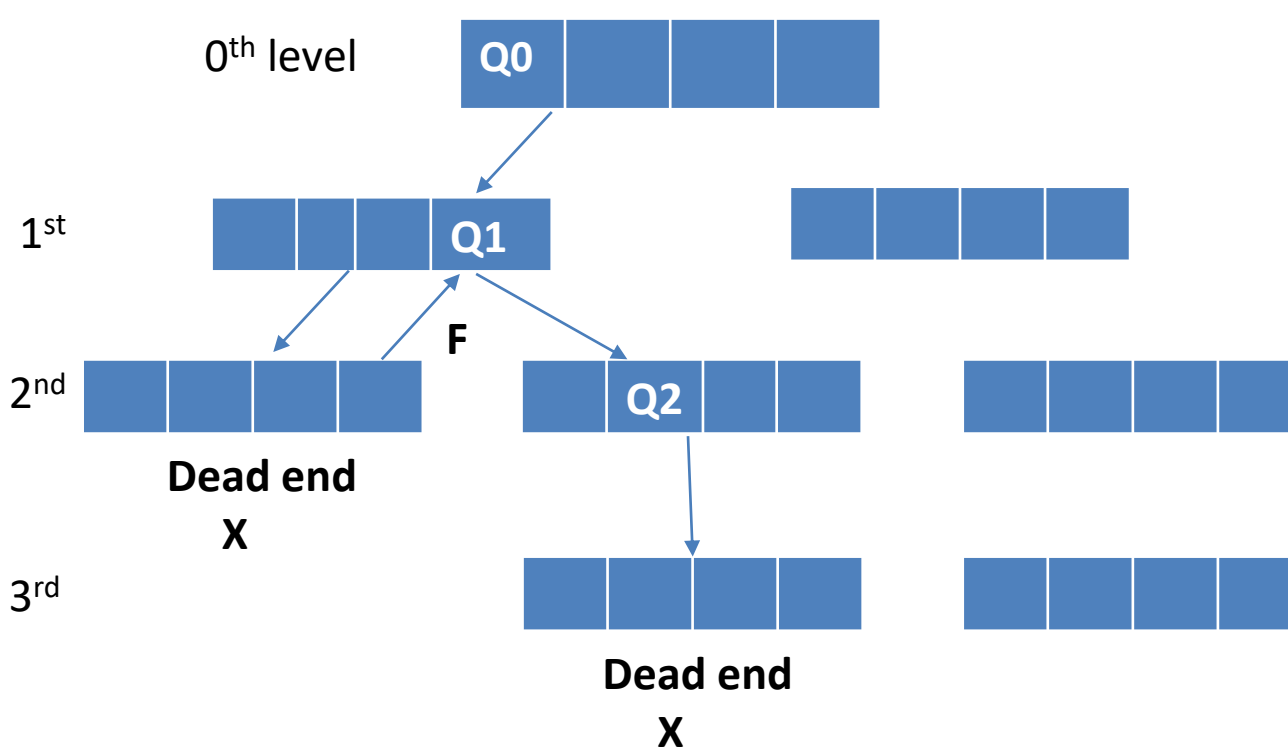 0th level
Q0
1st
Q1
F
2nd
Q2
Dead end
X
3rd
Dead end
X